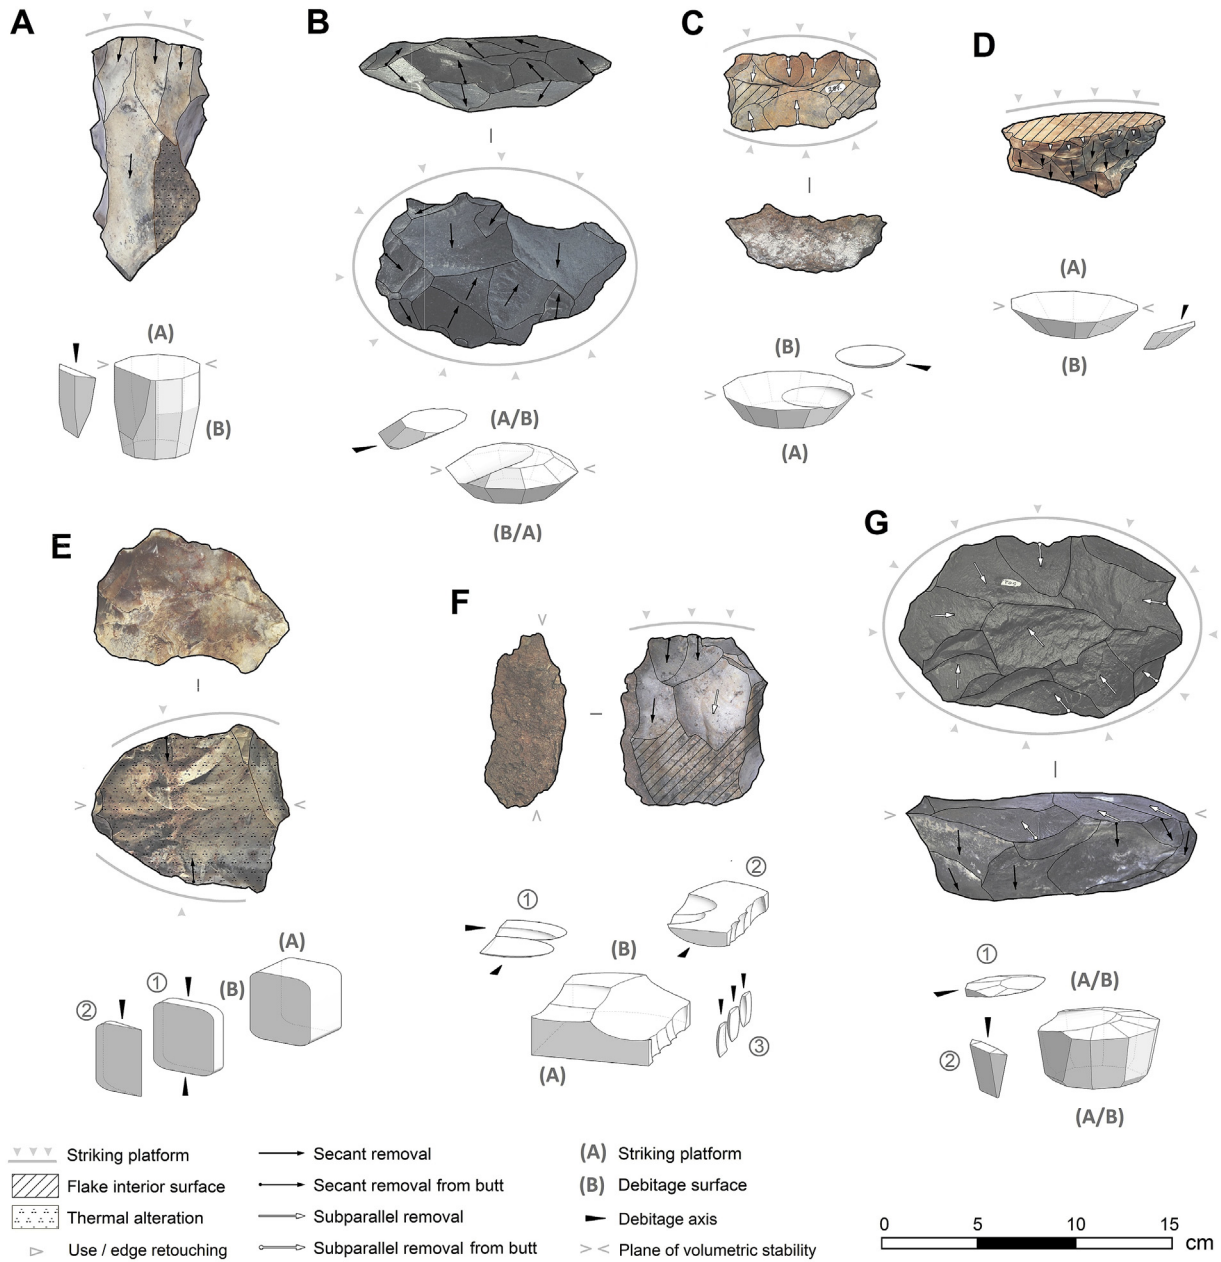 A
B
C
D
(A)
(B)
(A/B)
(B/A)
(B)
(A)
(A)
(B)
E
F
G
(A)
(B)
1
2
1
2
3
(B)
(A)
1
2
(A/B)
(A/B)
Striking platform
Flake interior surface
Thermal alteration
Use / edge retouching
Secant removal
Secant removal from butt
Subparallel removal
Subparallel removal from butt
(A) Striking platform
(B) Debitage surface
Debitage axis
> < Plane of volumetric stability
0 5 10 15
cm